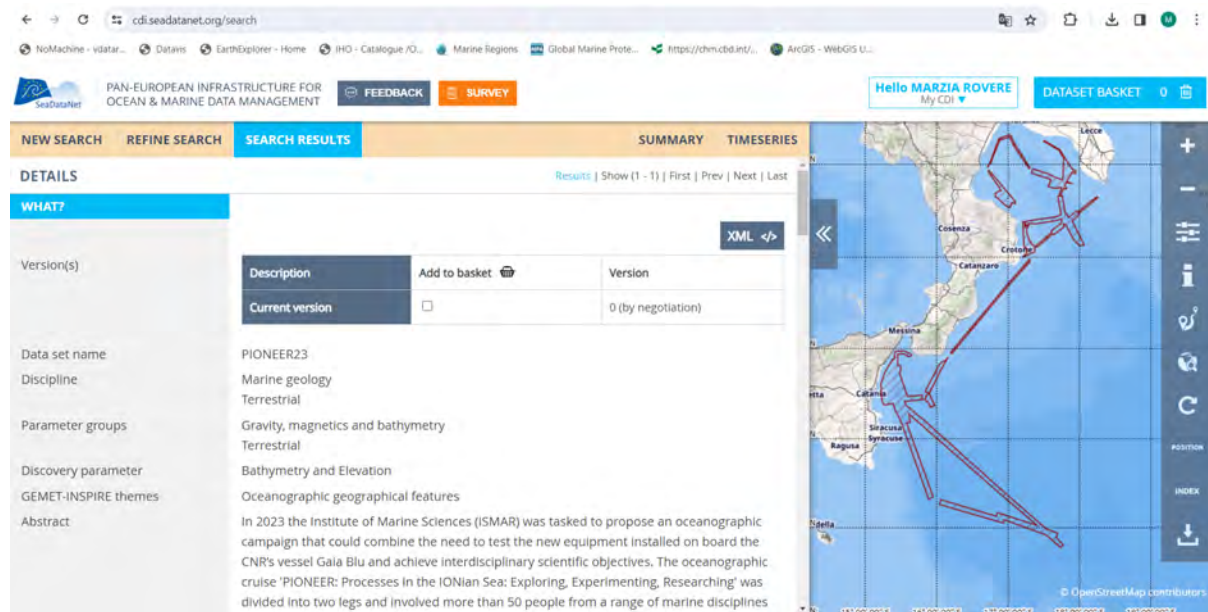 cdi.seadatanet.org/search
NoMachine - vdatar... Datavis EarthExplorer - Home IHO - Catalogue /O... Marine Regions Global Marine Prote... https://chm.cbd.int/... ArcGIS - WebGIS U...
SeaDataNet
PAN-EUROPEAN INFRASTRUCTURE FOR
OCEAN & MARINE DATA MANAGEMENT
FEEDBACK SURVEY
Hello MARZIA ROVERE
My CDI ▼
DATASET BASKET 0
NEW SEARCH REFINE SEARCH SEARCH RESULTS SUMMARY TIMESERIES
DETAILS
Results | Show (1 - 1) | First | Prev | Next | Last
WHAT?
XML </>
Version(s)
Description Add to basket Version
Current version 0 (by negotiation)
Data set name PIONEER23
Discipline Marine geology
Terrestrial
Parameter groups Gravity, magnetics and bathymetry
Terrestrial
Discovery parameter Bathymetry and Elevation
GEMET-INSPIRE themes Oceanographic geographical features
Abstract In 2023 the Institute of Marine Sciences (ISMAR) was tasked to propose an oceanographic
campaign that could combine the need to test the new equipment installed on board the
CNR's vessel Gaia Blu and achieve interdisciplinary scientific objectives. The oceanographic
cruise 'PIONEER: Processes in the IONian Sea: Exploring, Experimenting, Researching' was
divided into two legs and involved more than 50 people from a range of marine disciplines
Lecce
Cosenza
Crotone
Catanzaro
Messina
Catania
Siracusa
Syracuse
Ragusa
POSITION
INDEX
© OpenStreetMap contributors